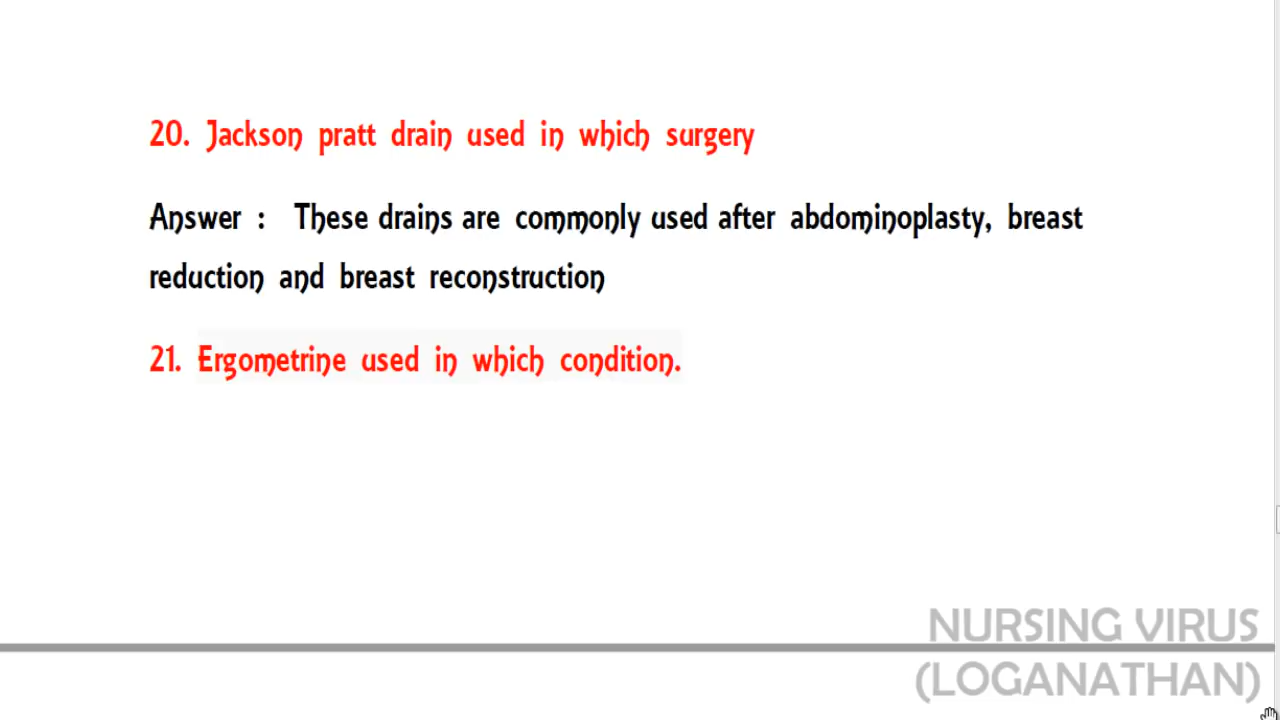 20. Jackson pratt drain used in which surgery
Answer : These drains are commonly used after abdominoplasty, breast
reduction and breast reconstruction
21. Ergometrine used in which condition.
NURSING VIRUS
(LOGANATHAN)